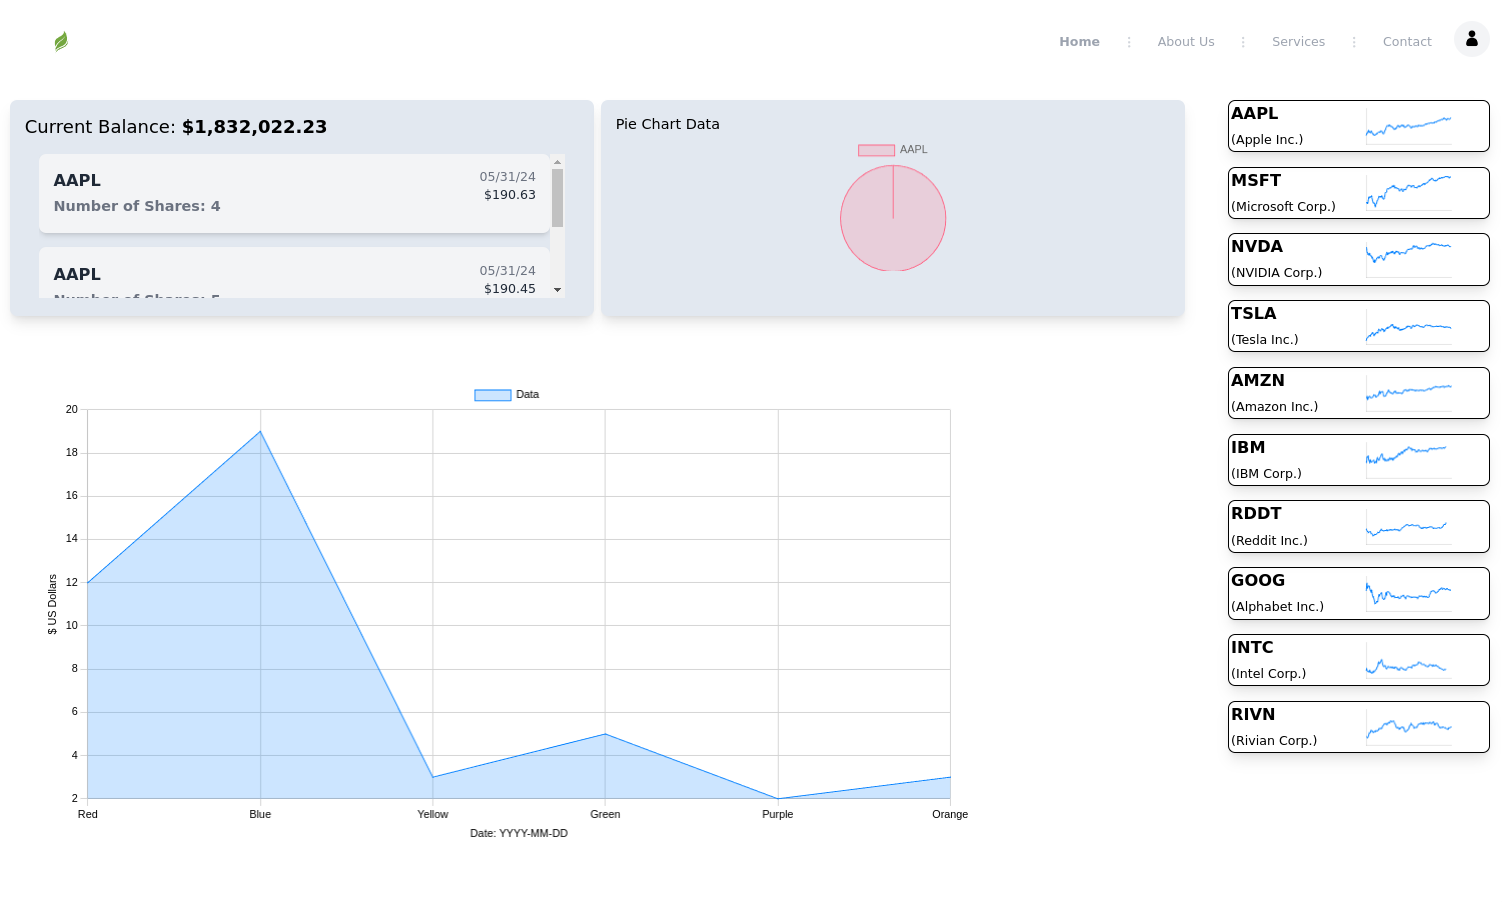 Home
About Us
Services
Contact
Current Balance: $1,832,022.23
AAPL
05/31/24
Number of Shares: 4
$190.63
AAPL
05/31/24
Number of Shares: 5
$190.45
Pie Chart Data
AAPL
AAPL
(Apple Inc.)
MSFT
(Microsoft Corp.)
NVDA
(NVIDIA Corp.)
TSLA
(Tesla Inc.)
AMZN
(Amazon Inc.)
IBM
(IBM Corp.)
RDDT
(Reddit Inc.)
GOOG
(Alphabet Inc.)
INTC
(Intel Corp.)
RIVN
(Rivian Corp.)
Data
20
18
16
14
12
10
8
6
4
2
$ US Dollars
Red
Blue
Yellow
Green
Purple
Orange
Date: YYYY-MM-DD